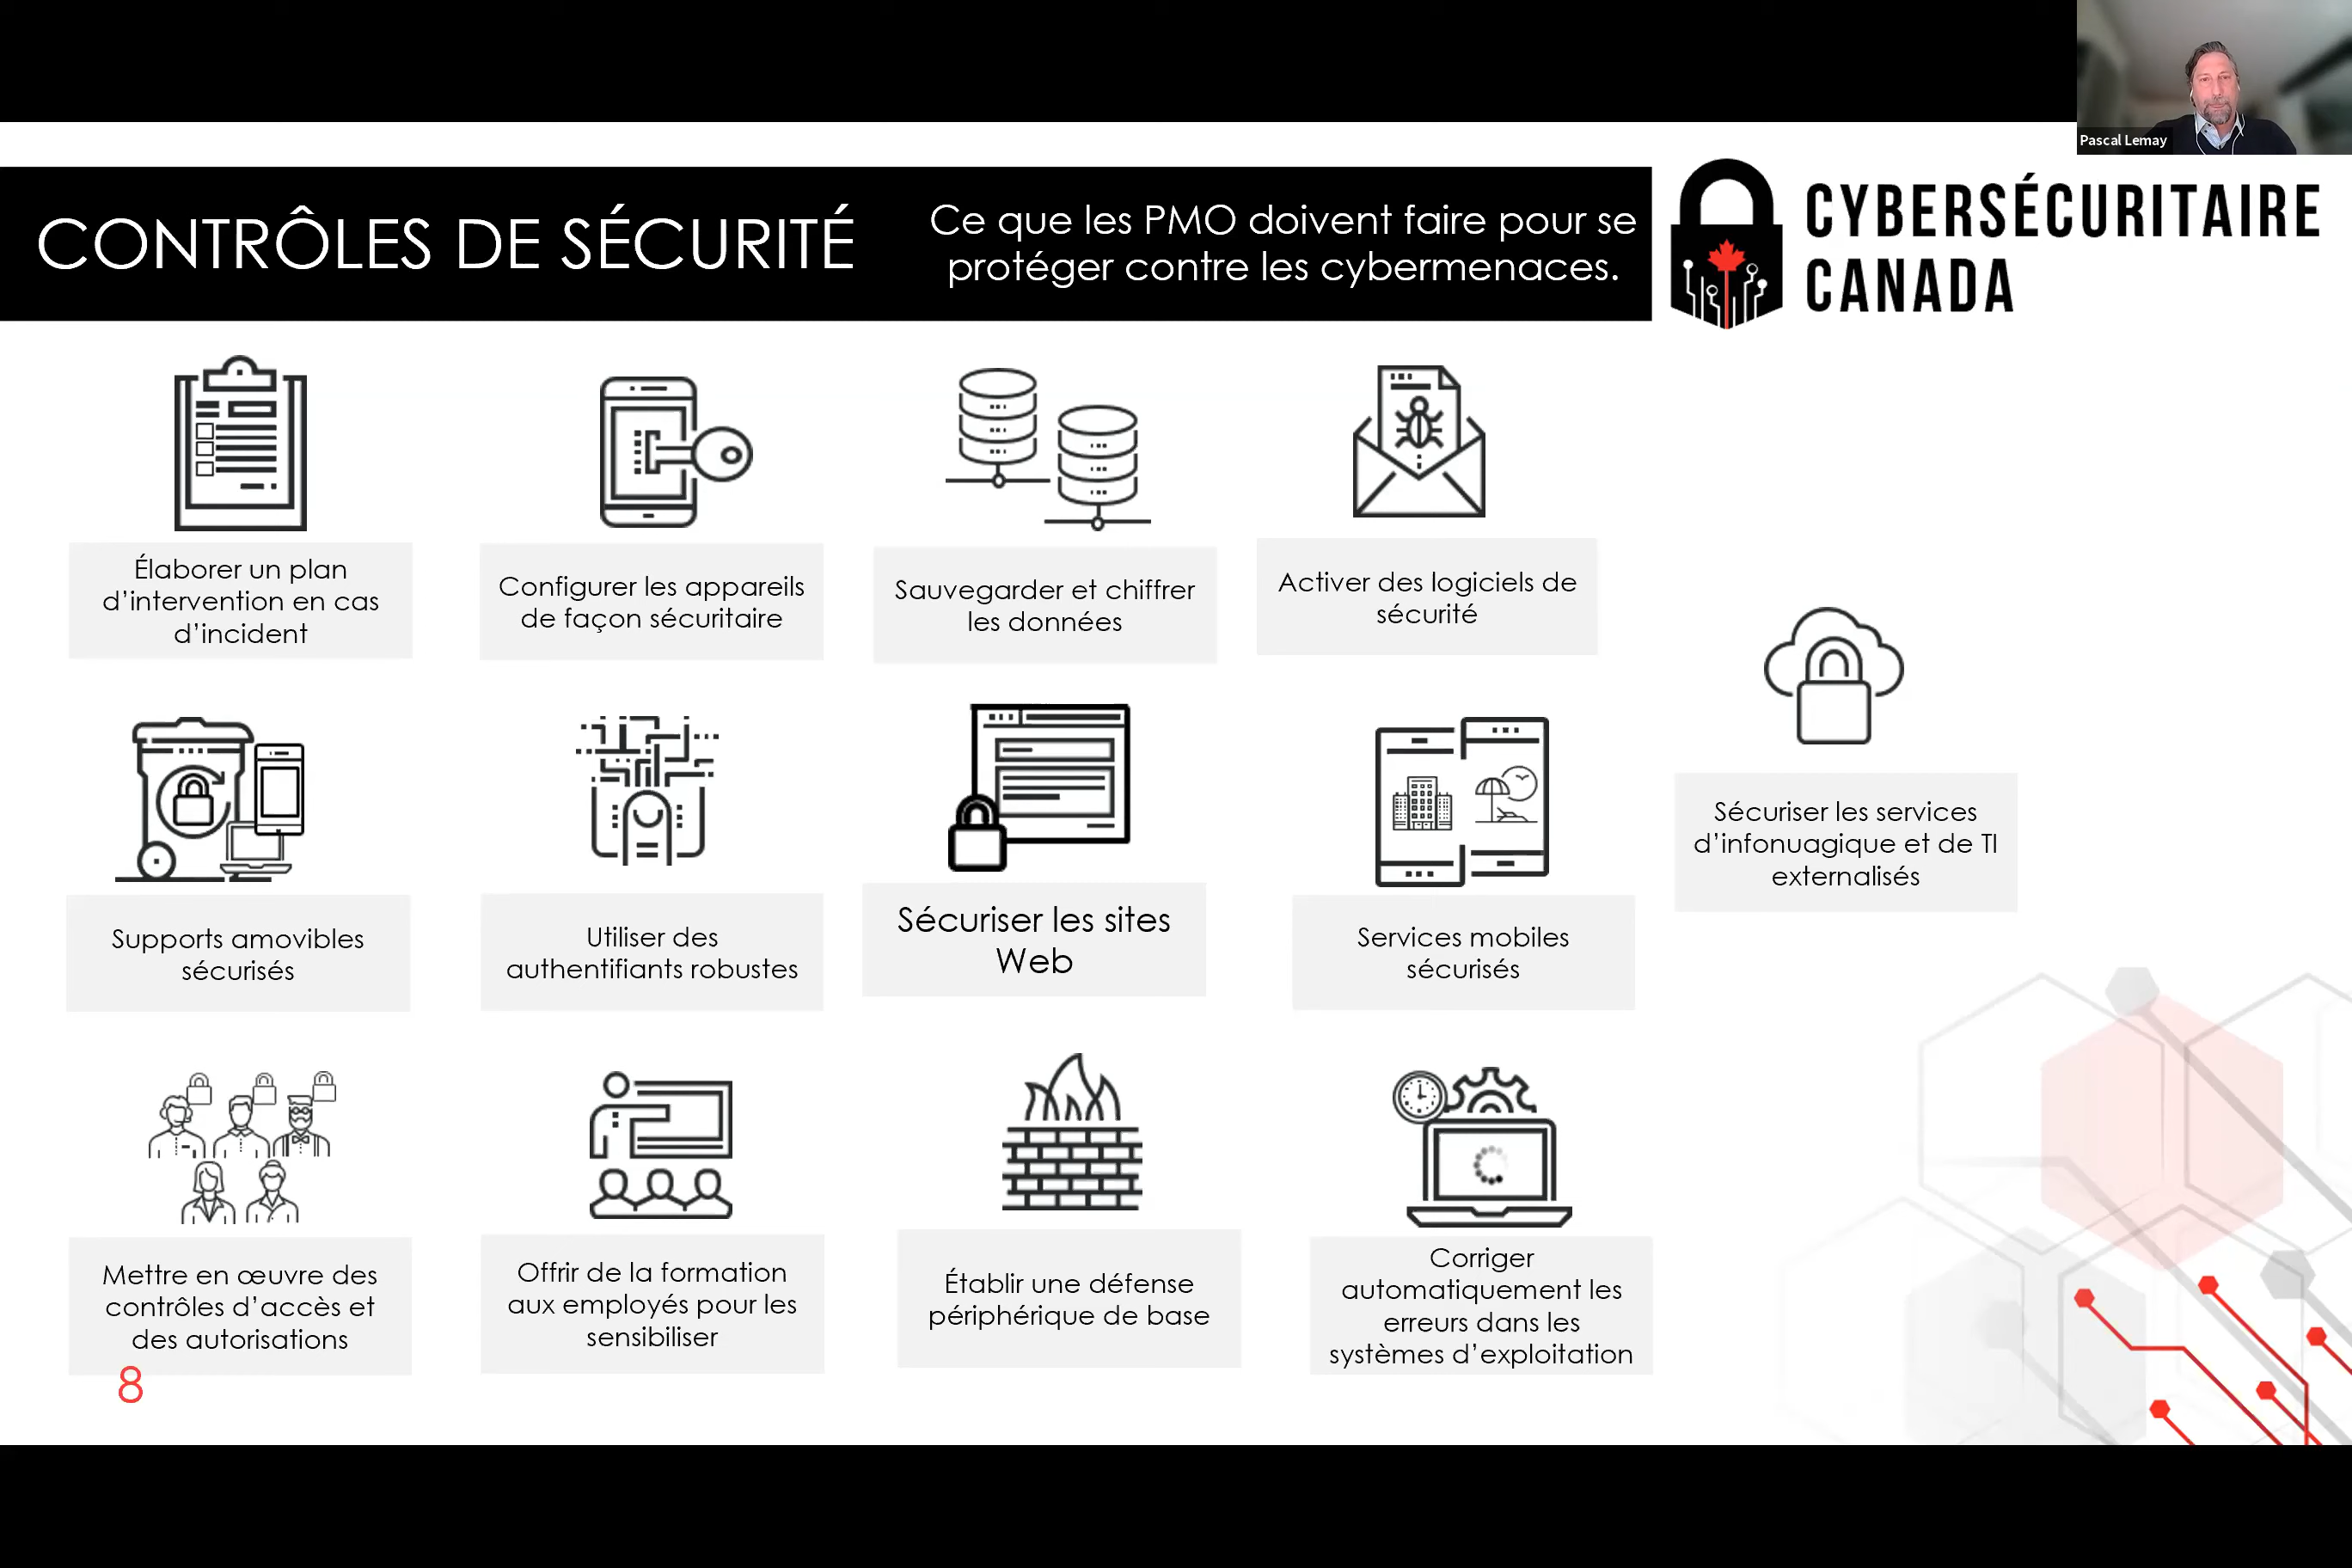 Pascal Lemay
CONTRÔLES DE SÉCURITÉ
Ce que les PMO doivent faire pour se
protéger contre les cybermenaces.
CYBERSÉCURITAIRE
CANADA
Élaborer un plan
d’intervention en cas
d’incident
Configurer les appareils
de façon sécuritaire
Sauvegarder et chiffrer
les données
Activer des logiciels de
sécurité
Supports amovibles
sécurisés
Utiliser des
authentifiants robustes
Sécuriser les sites
Web
Services mobiles
sécurisés
Sécuriser les services
d’infonuagique et de TI
externalisés
Mettre en œuvre des
contrôles d’accès et
des autorisations
Offrir de la formation
aux employés pour les
sensibiliser
Établir une défense
périphérique de base
Corriger
automatiquement les
erreurs dans les
systèmes d’exploitation
8